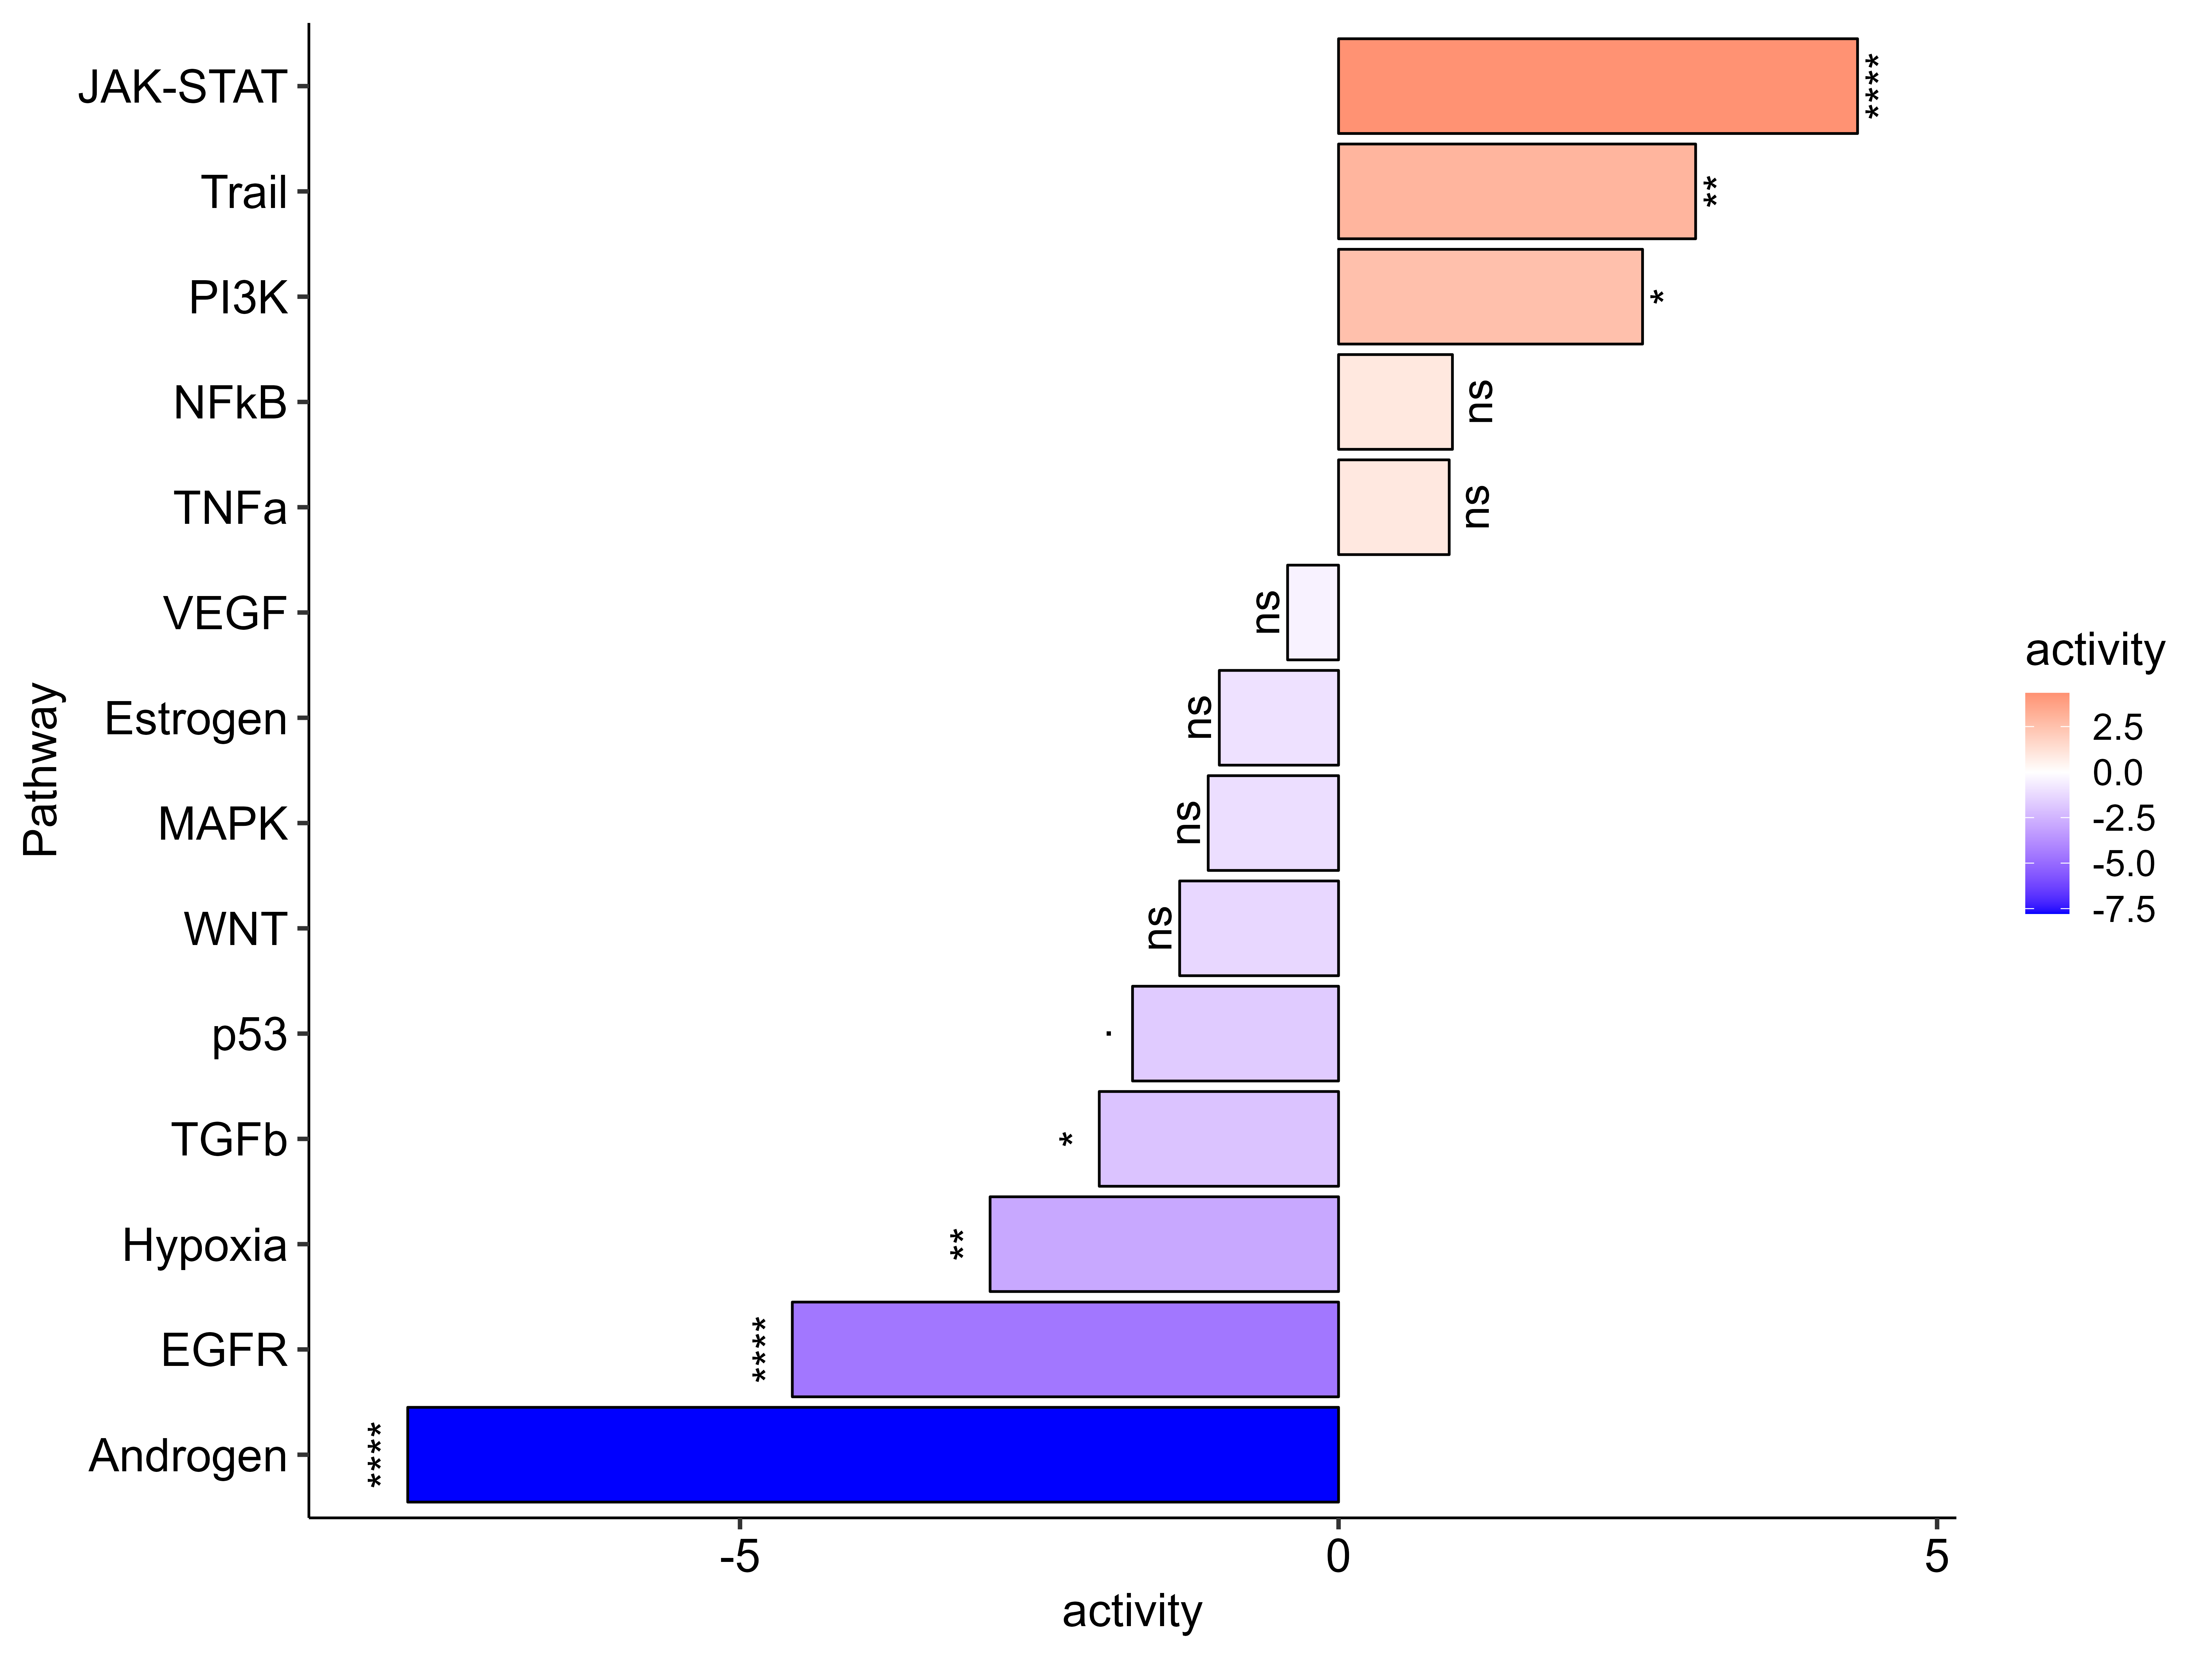 JAK-STAT
****
Trail
**
PI3K
*
NFkB
ns
TNFa
ns
VEGF
ns
Estrogen
ns
MAPK
ns
WNT
ns
p53
.
TGFb
*
Hypoxia
**
EGFR
****
Androgen
****
Pathway
-5
0
5
activity
activity
2.5
0.0
-2.5
-5.0
-7.5